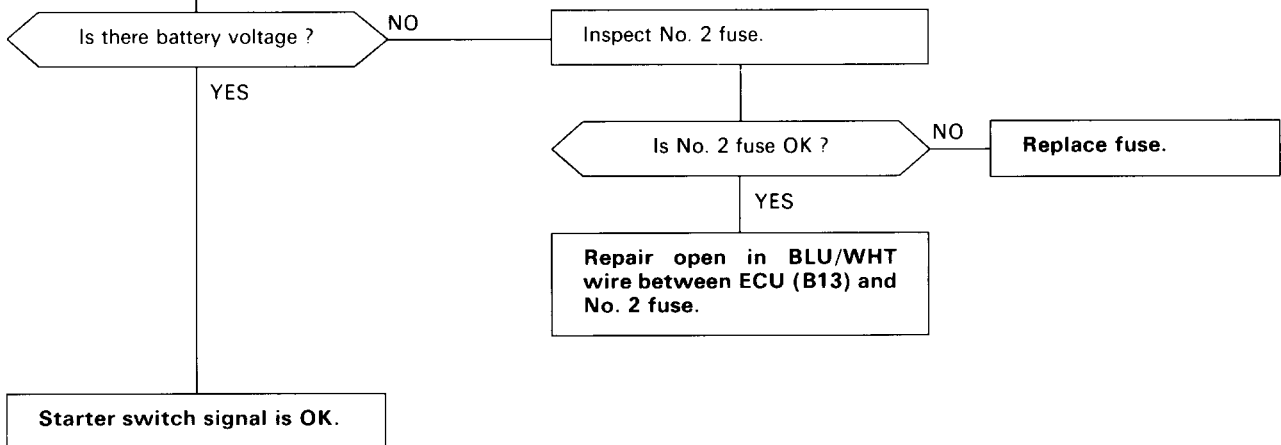 Is there battery voltage ?
NO
Inspect No. 2 fuse.
YES
Is No. 2 fuse OK ?
NO
Replace fuse.
YES
Repair open in BLU/WHT
wire between ECU (B13) and
No. 2 fuse.
Starter switch signal is OK.